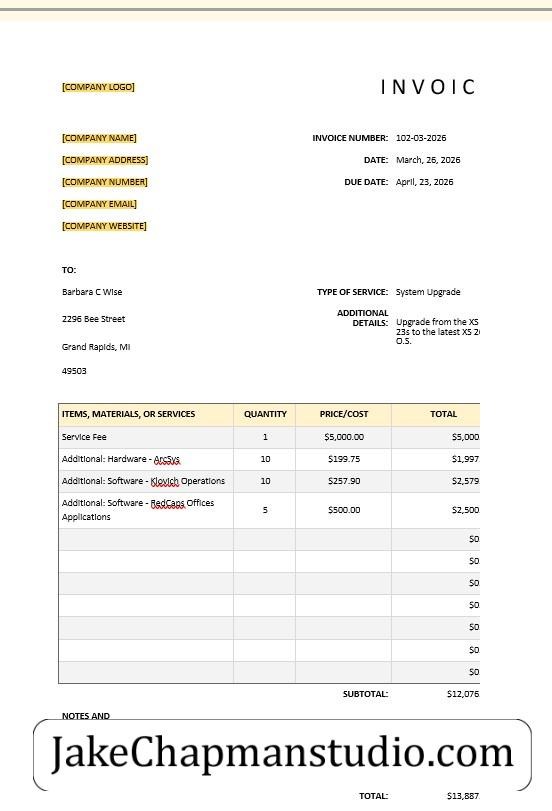 [COMPANY LOGO]
INVOIC
[COMPANY NAME]
INVOICE NUMBER: 102-03-2026
[COMPANY ADDRESS]
DATE: March, 26, 2026
[COMPANY NUMBER]
DUE DATE: April, 23, 2026
[COMPANY EMAIL]
[COMPANY WEBSITE]
TO:
Barbara C Wise
TYPE OF SERVICE: System Upgrade
2296 Bee Street
ADDITIONAL
DETAILS:
Upgrade from the XS
23s to the latest XS 2
O.S.
Grand Rapids, MI
49503
ITEMS, MATERIALS, OR SERVICES QUANTITY PRICE/COST TOTAL
Service Fee 1 $5,000.00 $5,000
Additional: Hardware - ArcSys 10 $199.75 $1,997
Additional: Software - Klovich Operations 10 $257.90 $2,579
Additional: Software - RedCaps Offices
Applications
5 $500.00 $2,500
$0
$0
$0
$0
$0
$0
$0
SUBTOTAL: $12,076
NOTES AND
JakeChapmanstudio.com
TOTAL: $13,887